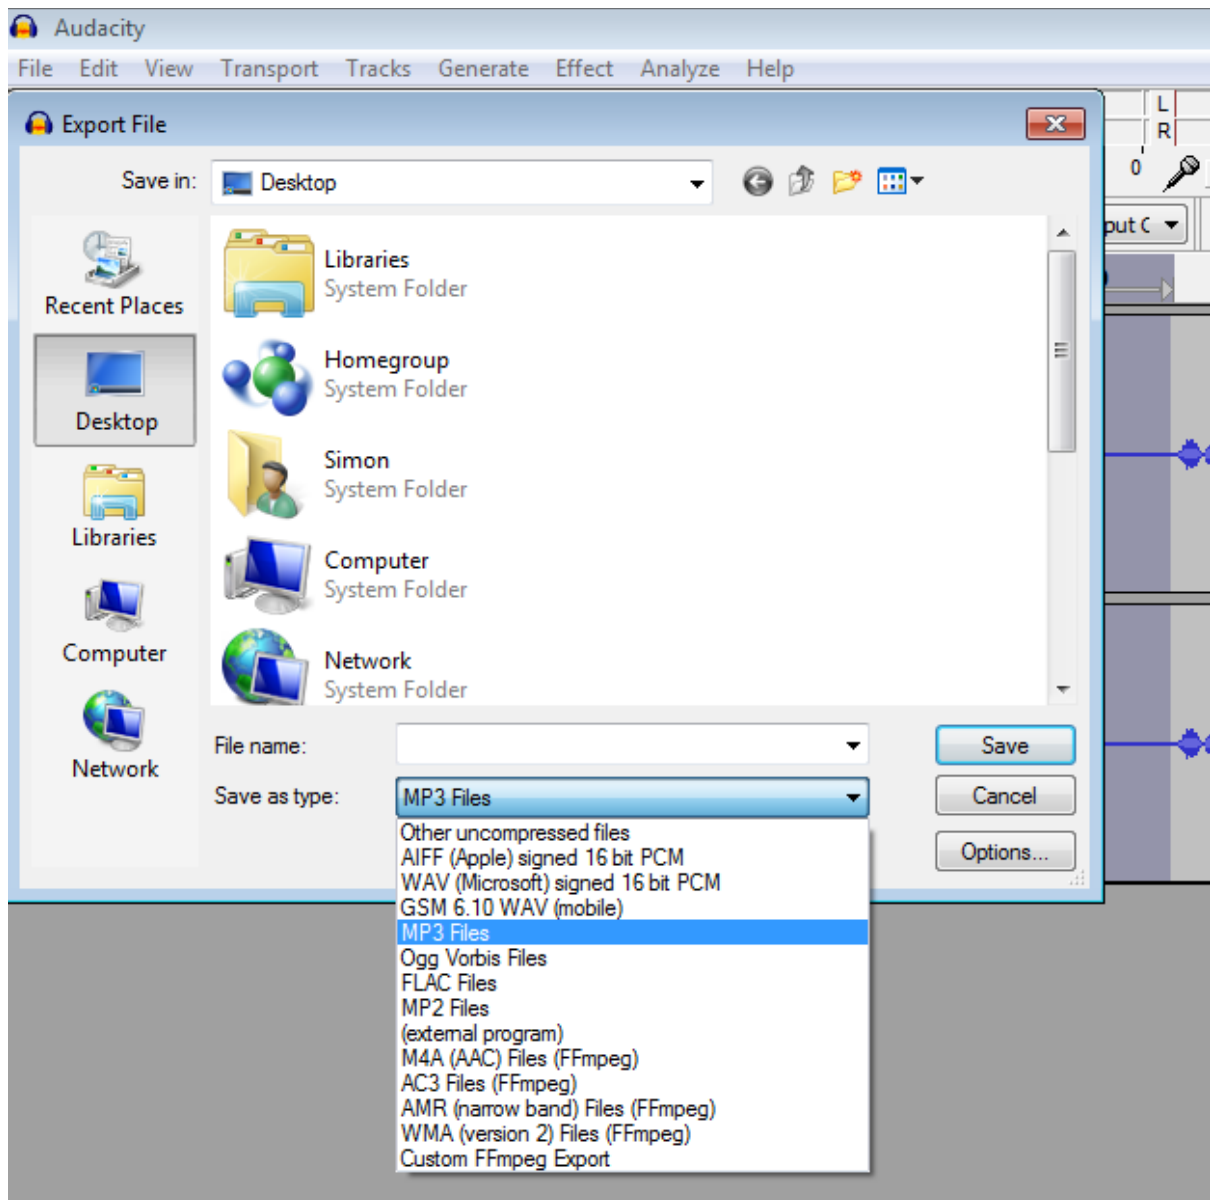 Audacity
File Edit View Transport Tracks Generate Effect Analyze Help
Export File
L
R
Save in: Desktop
0
put C
Recent Places
Desktop
Libraries
Computer
Network
Libraries
System Folder
Homegroup
System Folder
Simon
System Folder
Computer
System Folder
Network
System Folder
File name:
Save
Save as type: MP3 Files
Cancel
Options...
Other uncompressed files
AIFF (Apple) signed 16 bit PCM
WAV (Microsoft) signed 16 bit PCM
GSM 6.10 WAV (mobile)
MP3 Files
Ogg Vorbis Files
FLAC Files
MP2 Files
(external program)
M4A (AAC) Files (FFmpeg)
AC3 Files (FFmpeg)
AMR (narrow band) Files (FFmpeg)
WMA (version 2) Files (FFmpeg)
Custom FFmpeg Export